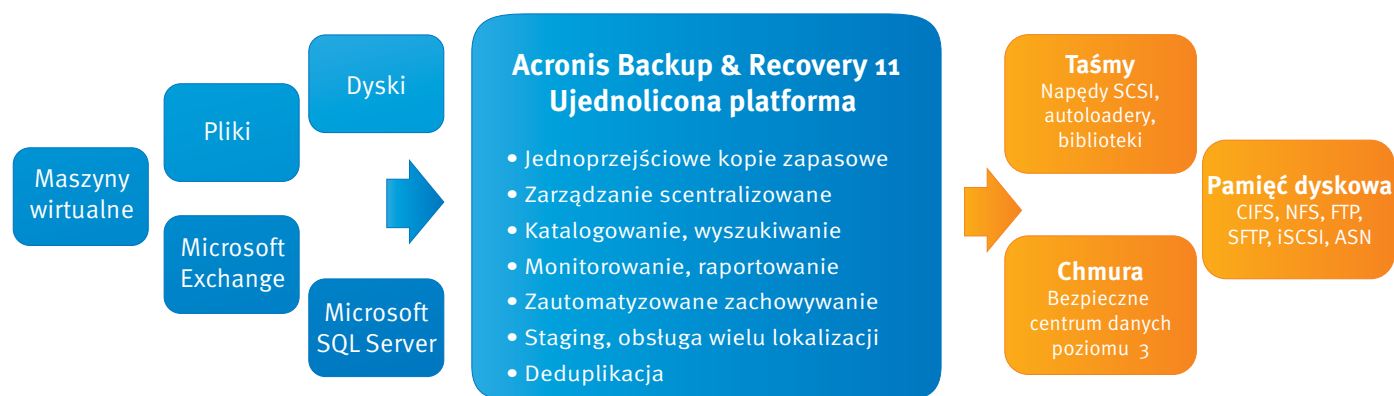 Maszyny
wirtualne
Pliki
Microsoft
Exchange
Dyski
Microsoft
SQL Server
Acronis Backup & Recovery 11
Ujednolicona platforma
• Jednoprzejściowe kopie zapasowe
• Zarządzanie scentralizowane
• Katalogowanie, wyszukiwanie
• Monitorowanie, raportowanie
• Zautomatyzowane zachowywanie
• Staging, obsługa wielu lokalizacji
• Deduplikacja
Taśmy
Napędy SCSI,
autoloadery,
biblioteki
Chmura
Bezpieczne
centrum danych
poziomu 3
Pamięć dyskowa
CIFS, NFS, FTP,
SFTP, iSCSI, ASN